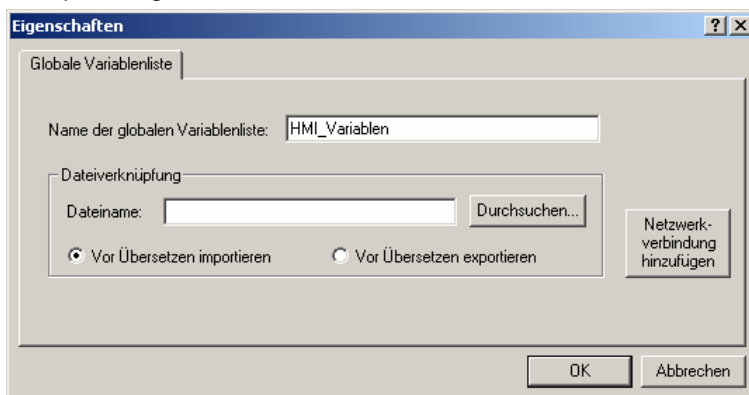 Eigenschaften
Globale Variablenliste
Name der globalen Variablenliste: HMI_Variablen
Dateiverknüpfung
Dateiname: Durchsuchen...
Vor Übersetzen importieren Vor Übersetzen exportieren
Netzwerk-
verbindung
hinzufügen
OK Abbrechen